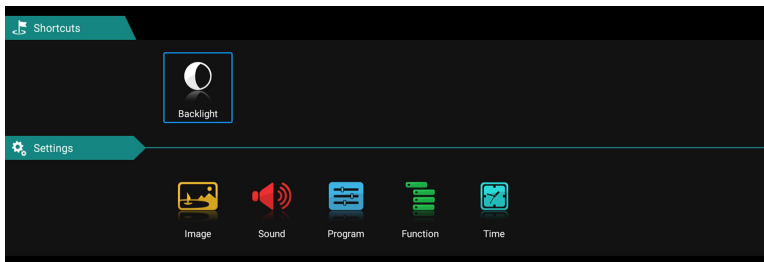 Shortcuts
Backlight
Settings
Image Sound Program Function Time